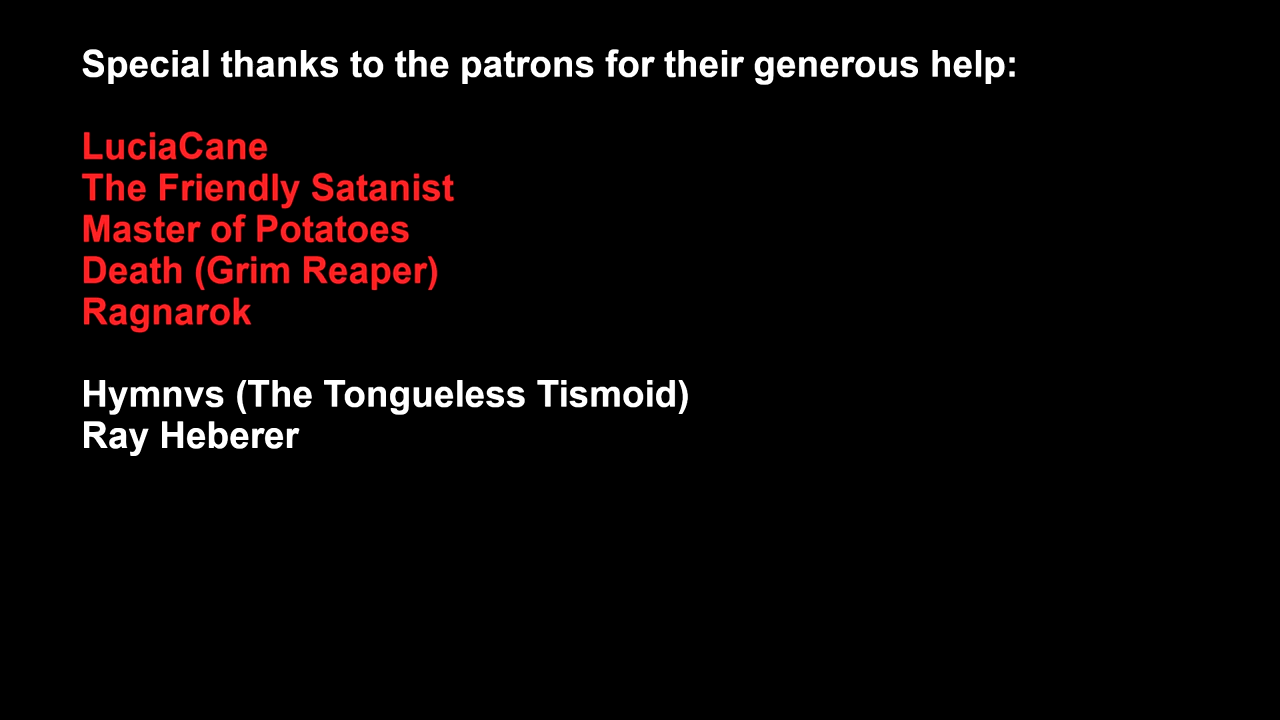 Special thanks to the patrons for their generous help:
LuciaCane
The Friendly Satanist
Master of Potatoes
Death (Grim Reaper)
Ragnarok
Hymnvs (The Tongueless Tismoid)
Ray Heberer